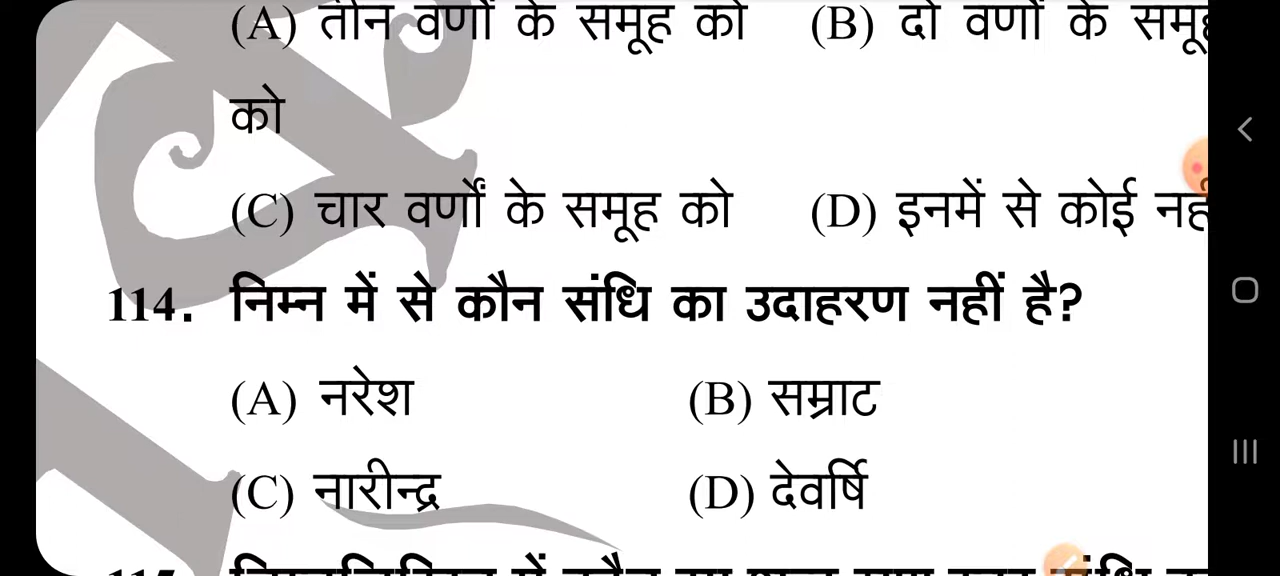 (A) तीन वर्णों के समूह को (B) दो वर्णों के समूह
को
(C) चार वर्णों के समूह को (D) इनमें से कोई
114. निम्न में से कौन संधि का उदाहरण नहीं है?
(A) नरेश (B) सम्राट
(C) नारीन्द्र (D) देवर्षि